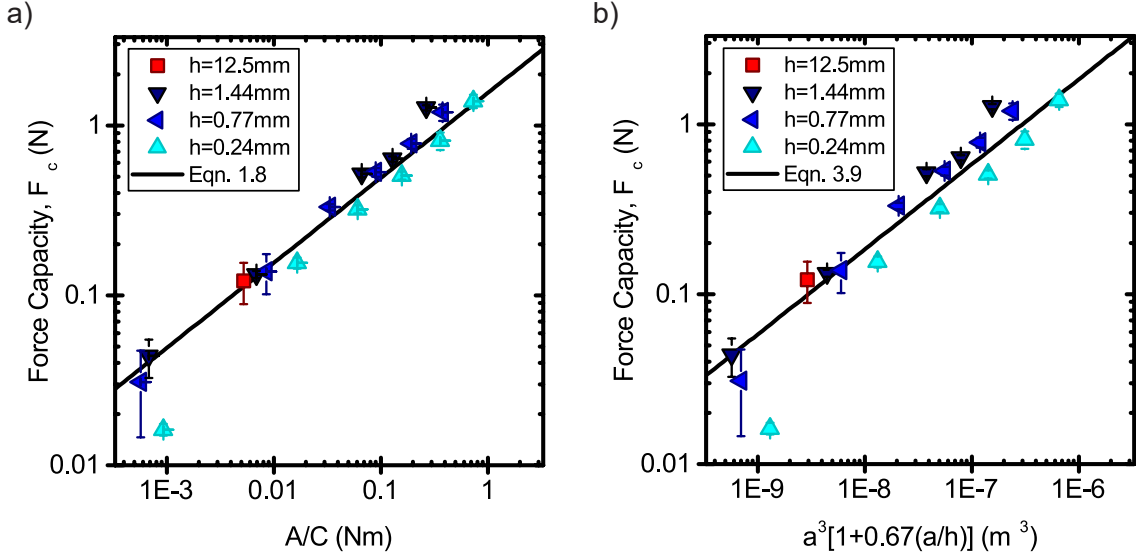 a)
h=12.5mm
h=1.44mm
h=0.77mm
h=0.24mm
Eqn. 1.8
1
0.1
0.01
Force Capacity, F c (N)
1E-3
0.01
0.1
1
A/C (Nm)
b)
h=12.5mm
h=1.44mm
h=0.77mm
h=0.24mm
Eqn. 3.9
1
0.1
0.01
Force Capacity, F c (N)
1E-9
1E-8
1E-7
1E-6
a³[1+0.67(a/h)] (m ³)